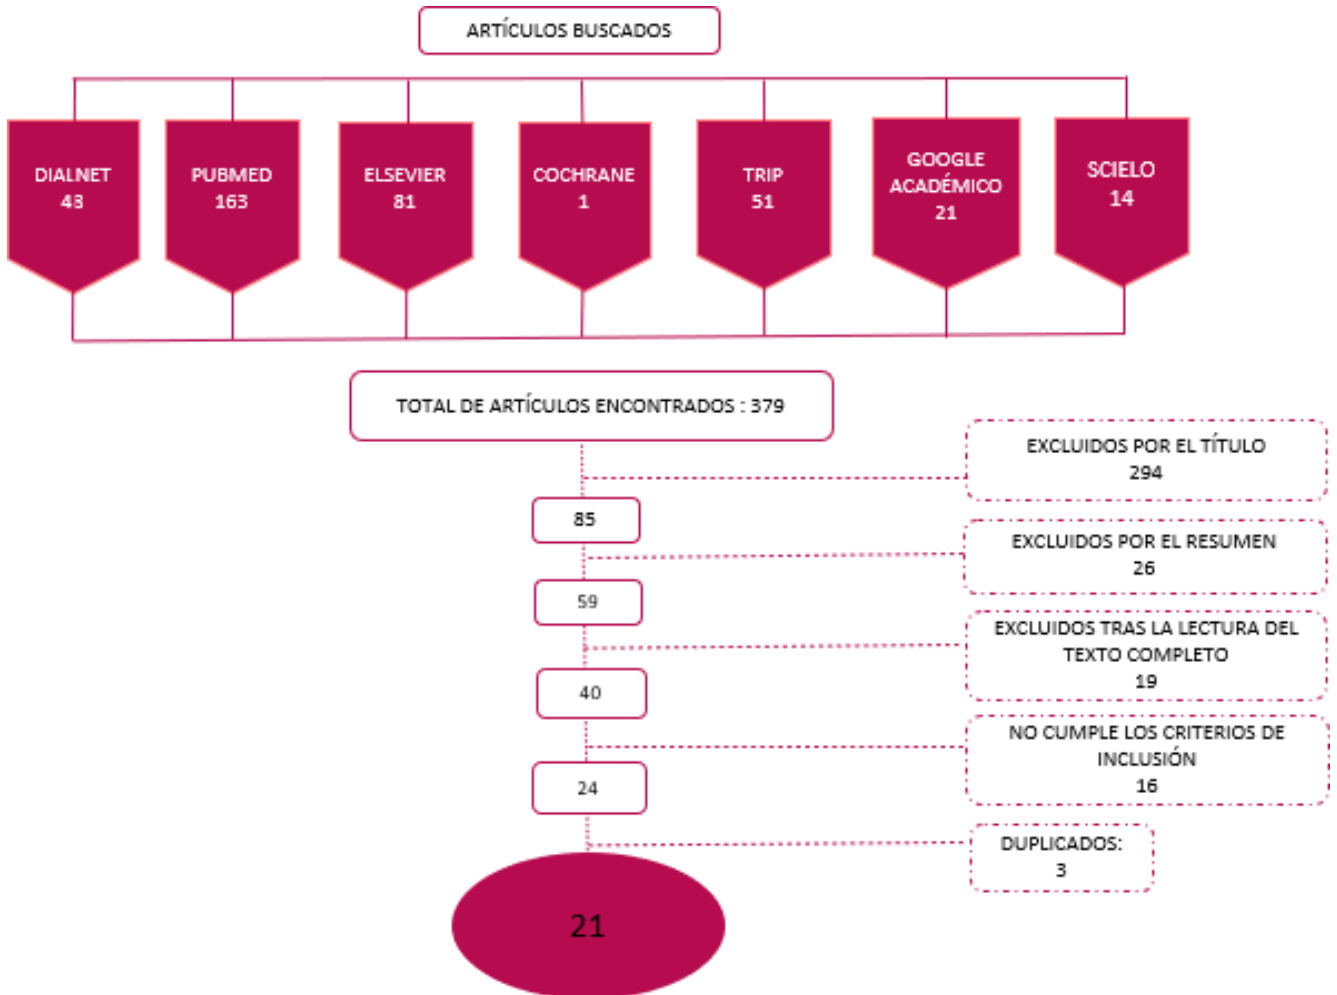 ARTÍCULOS BUSCADOS
DIALNET
43
PUBMED
163
ELSEVIER
81
COCHRANE
1
TRIP
51
GOOGLE
ACADÉMICO
21
SCIELO
14
TOTAL DE ARTÍCULOS ENCONTRADOS : 379
EXCLUIDOS POR EL TÍTULO
294
85
EXCLUIDOS POR EL RESUMEN
26
59
EXCLUIDOS TRAS LA LECTURA DEL
TEXTO COMPLETO
19
40
NO CUMPLE LOS CRITERIOS DE
INCLUSIÓN
16
24
DUPLICADOS:
3
21